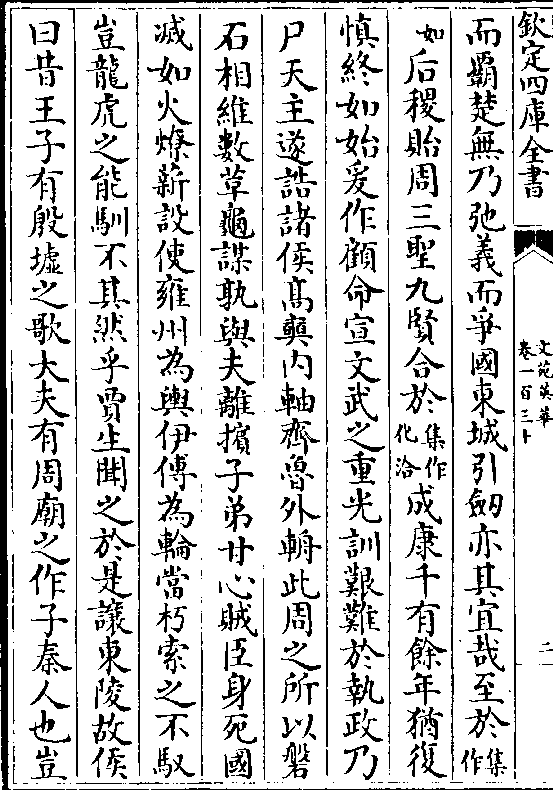 欽定四庫全書
文苑英華
卷一百三十
二
而霸楚無乃弛義而爭國東城引劒亦其宜哉至於集作
如后稷貽周三聖九賢合於集作化洽成康千有餘年猶復
慎終如始爰作顧命宣文武之重光訓艱難於執政乃
尸天主遂誥諸侯髙輿内軸齊魯外輈此周之所以磐
石相維數草龜謀孰與夫離擯子弟甘心賊臣身死國
滅如火燎薪設使雍州為輿伊傅為輪當朽索之不馭
豈龍虎之能馴不其然乎賈生聞之於是讓東陵故侯
曰昔王子有殷墟之歌大夫有周廟之作子秦人也豈